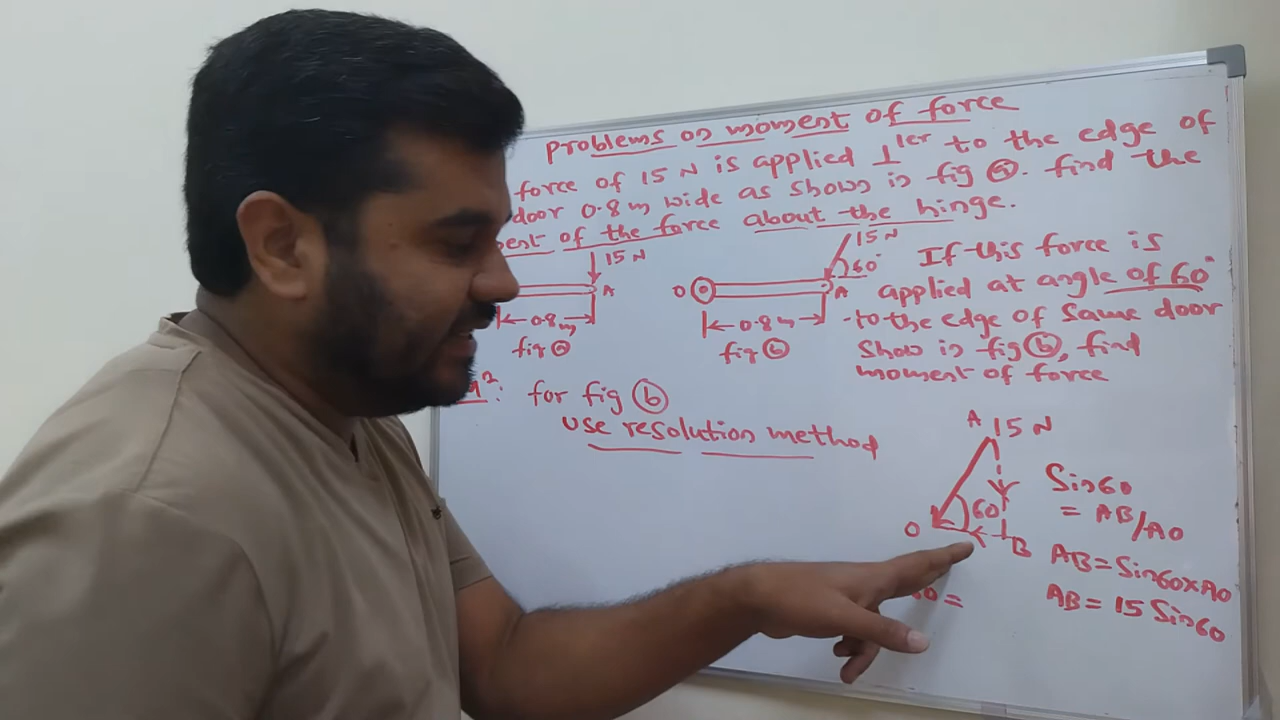 problems on moment of force
force of 15 N is applied ⊥ler to the edge of
door 0.8 m wide as shown in fig ⓐ. find the
of the force about the hinge.
15 N
A
0.8 m
fig ⓐ
15 N
60°
O
A
0.8 m
fig ⓑ
If this force is
applied at angle of 60°
to the edge of same door
show in fig ⓑ, find
moment of force
for fig ⓑ
use resolution method
A 15 N
60
O
B
Sin60
= AB/AO
AB = Sin60xAO
AB = 15 Sin60
=